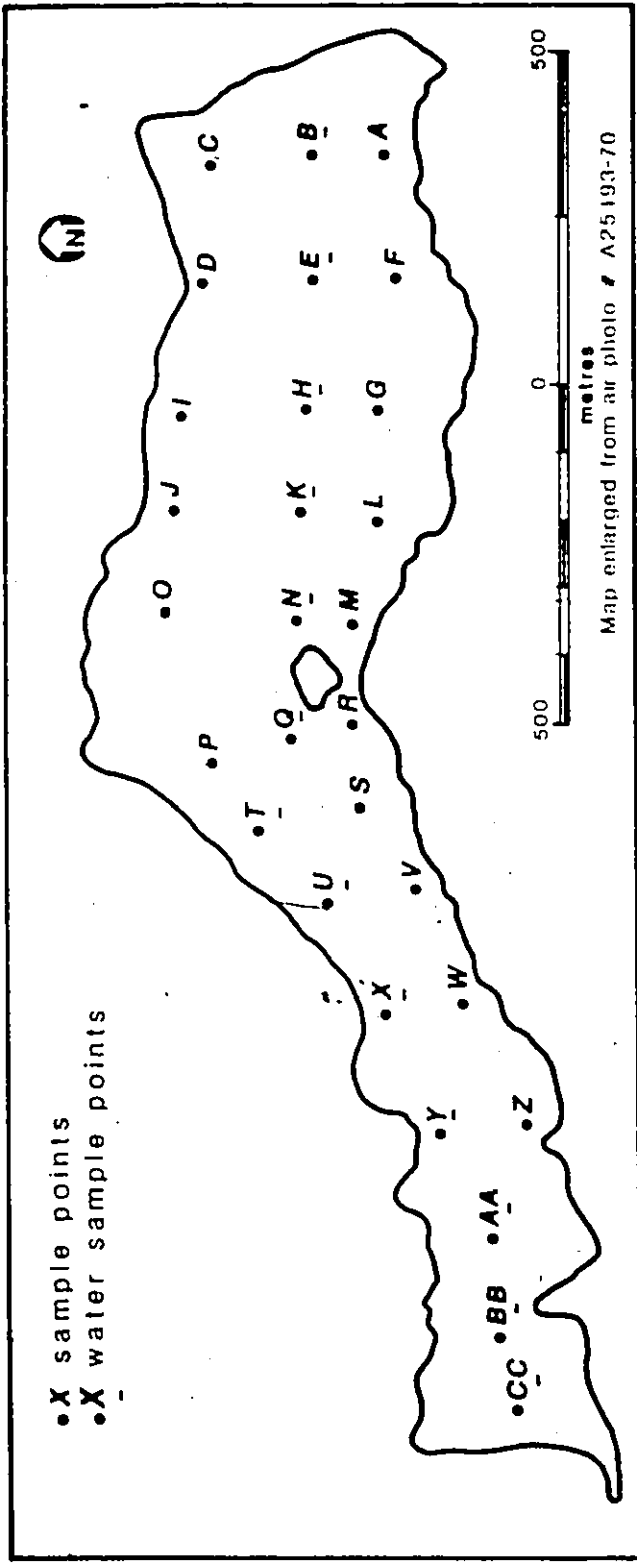 •X sample points
•X water sample points
N
C
B
A
D
E
F
I
H
G
J
K
L
O
N
M
P
Q
R
T
S
U
V
X
W
Y
Z
AA
BB
CC
500 0 500
metres
Map enlarged from air photo # A25193-70